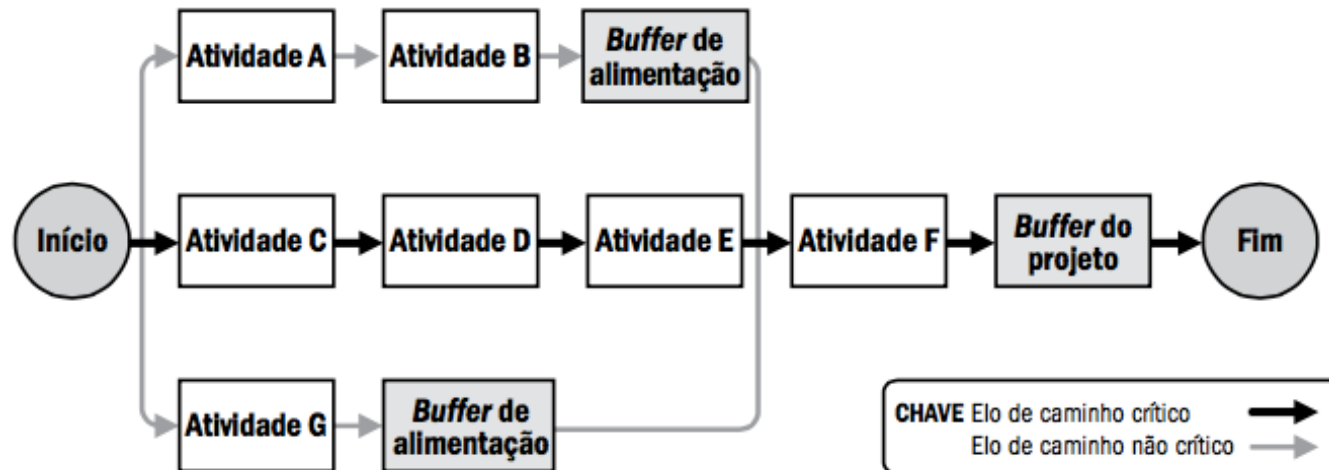 Atividade A
Atividade B
Buffer de
alimentação
Início
Atividade C
Atividade D
Atividade E
Atividade F
Buffer do
projeto
Fim
Atividade G
Buffer de
alimentação
CHAVE Elo de caminho crítico
Elo de caminho não crítico